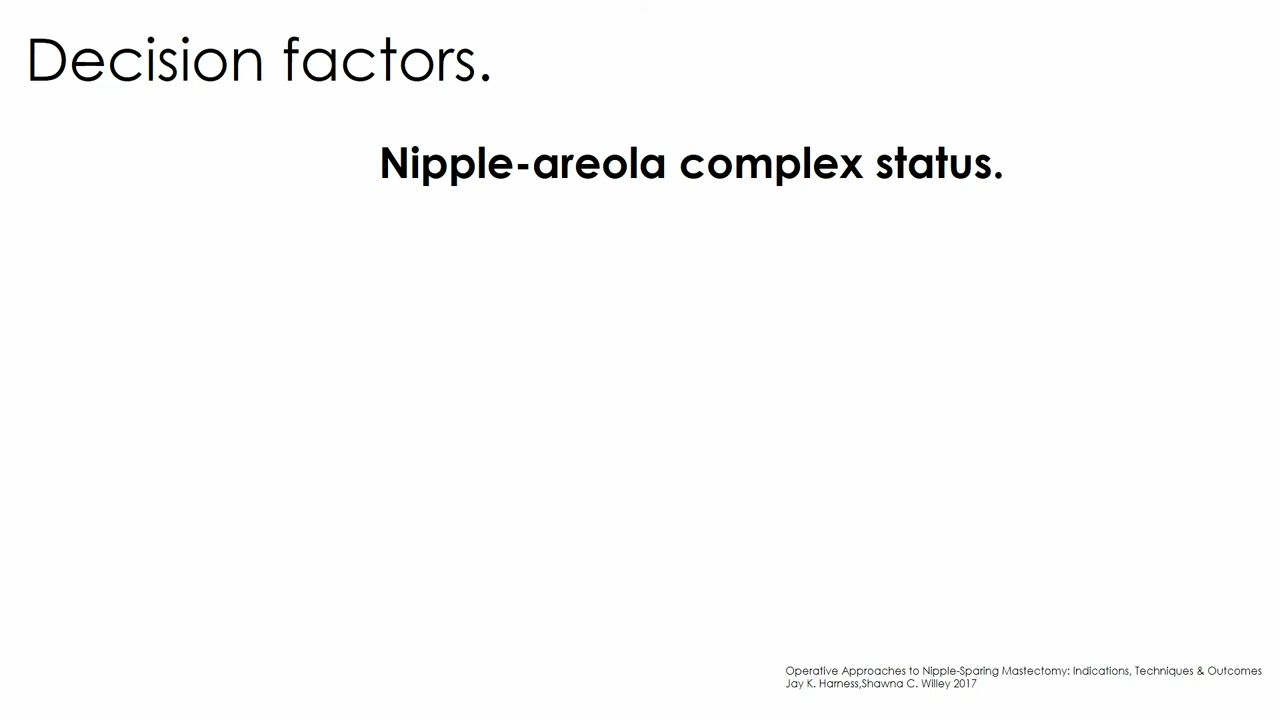 Decision factors.
Nipple-areola complex status.
Operative Approaches to Nipple-Sparing Mastectomy: Indications, Techniques & Outcomes
Jay K. Harness,Shawna C. Willey 2017